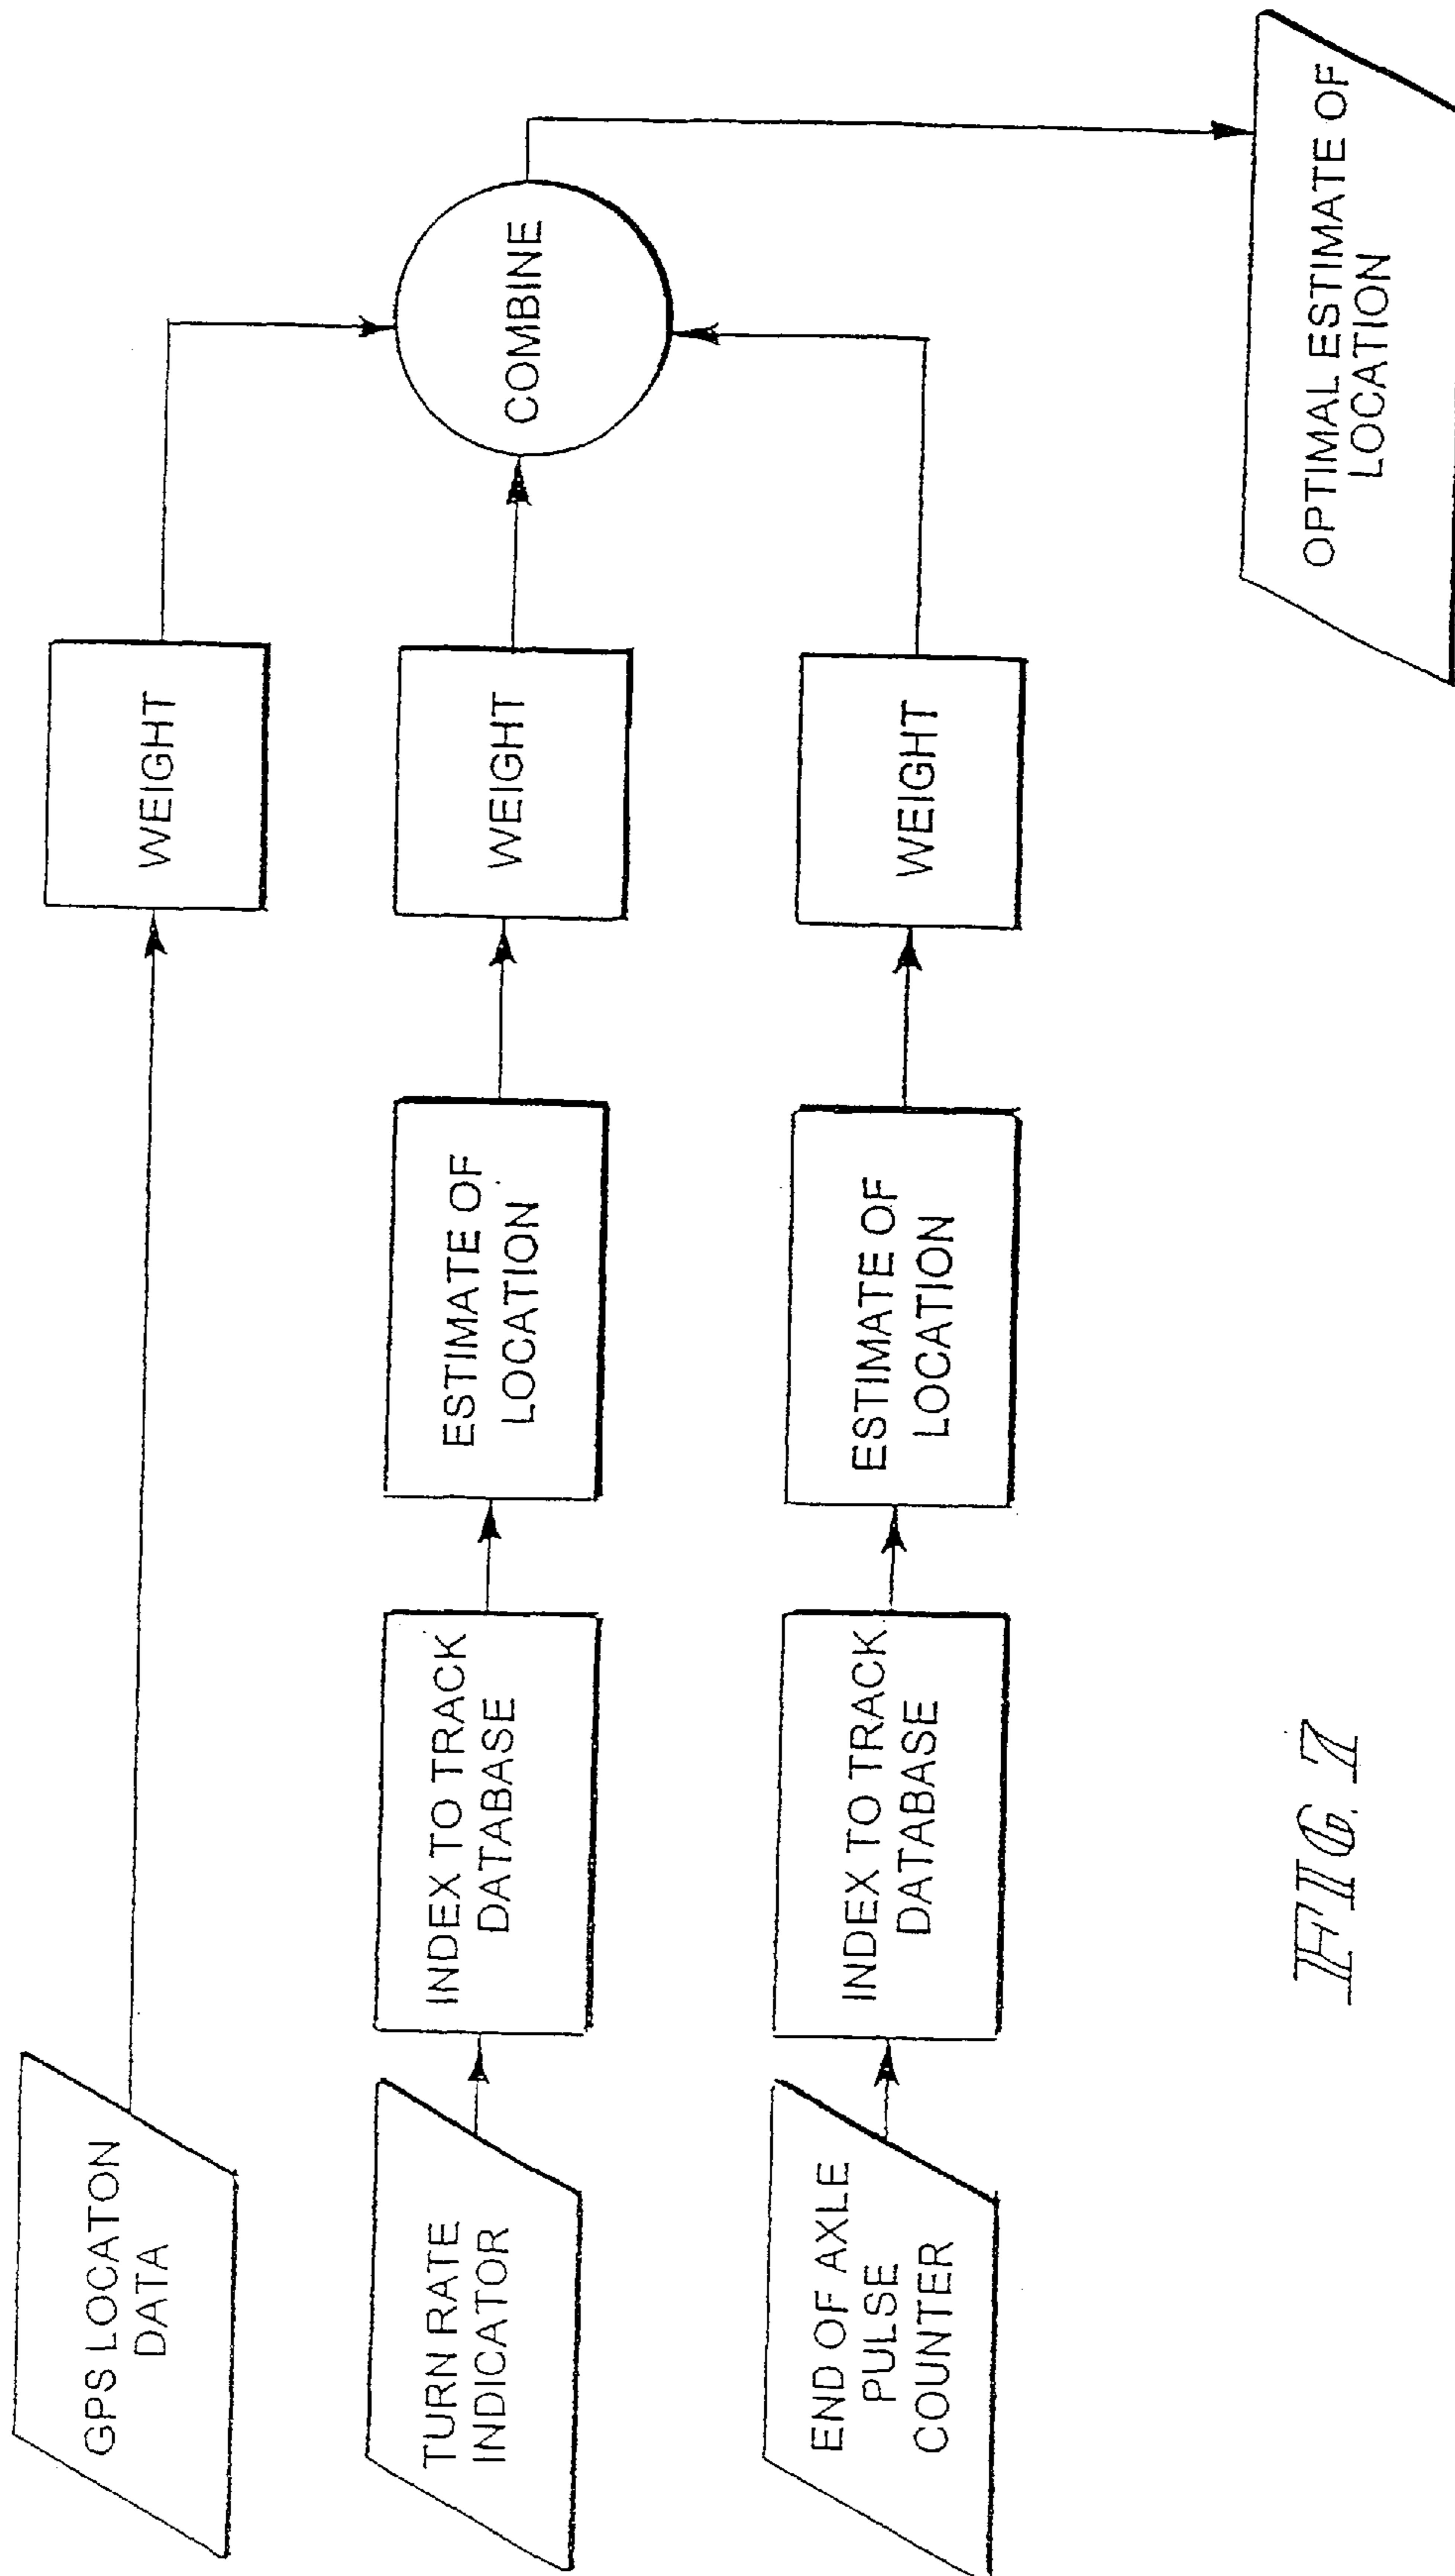 GPS LOCATON
DATA
WEIGHT
TURN RATE
INDICATOR
INDEX TO TRACK
DATABASE
ESTIMATE OF
LOCATION
WEIGHT
COMBINE
END OF AXLE
PULSE
COUNTER
INDEX TO TRACK
DATABASE
ESTIMATE OF
LOCATION
WEIGHT
OPTIMAL ESTIMATE OF
LOCATION
FIG. 7